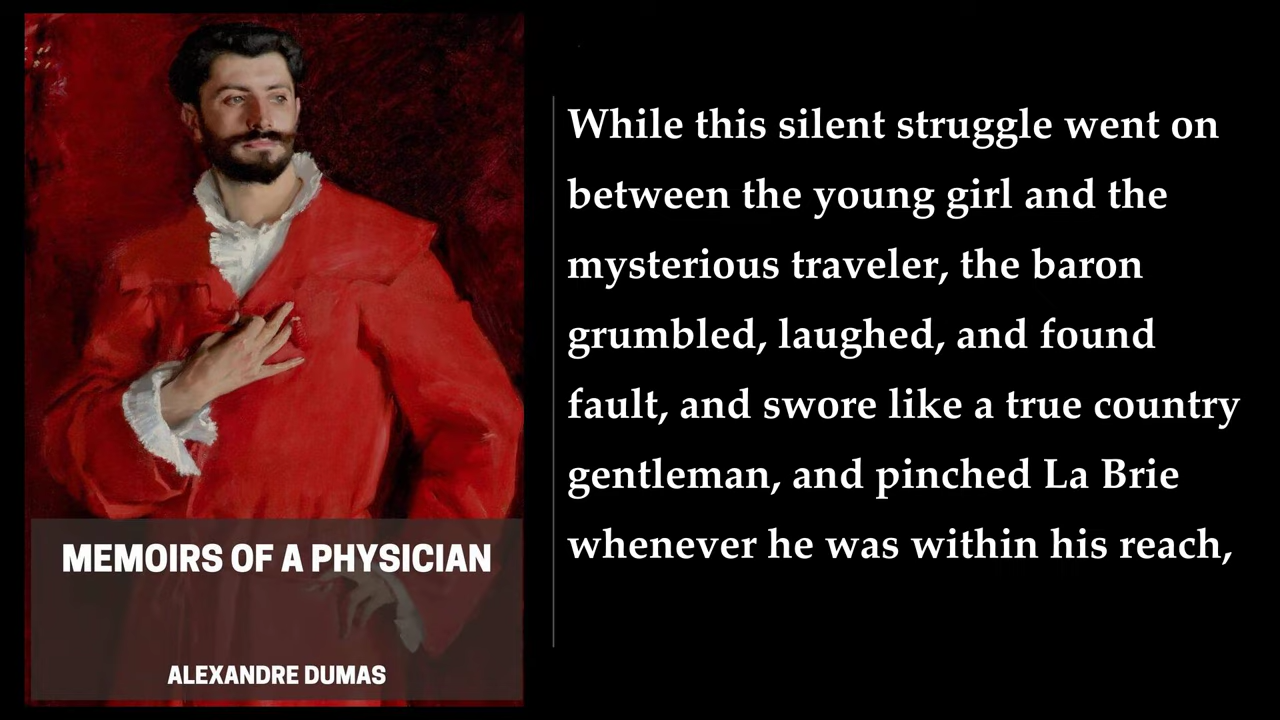 MEMOIRS OF A PHYSICIAN
ALEXANDRE DUMAS
While this silent struggle went on
between the young girl and the
mysterious traveler, the baron
grumbled, laughed, and found
fault, and swore like a true country
gentleman, and pinched La Brie
whenever he was within his reach,